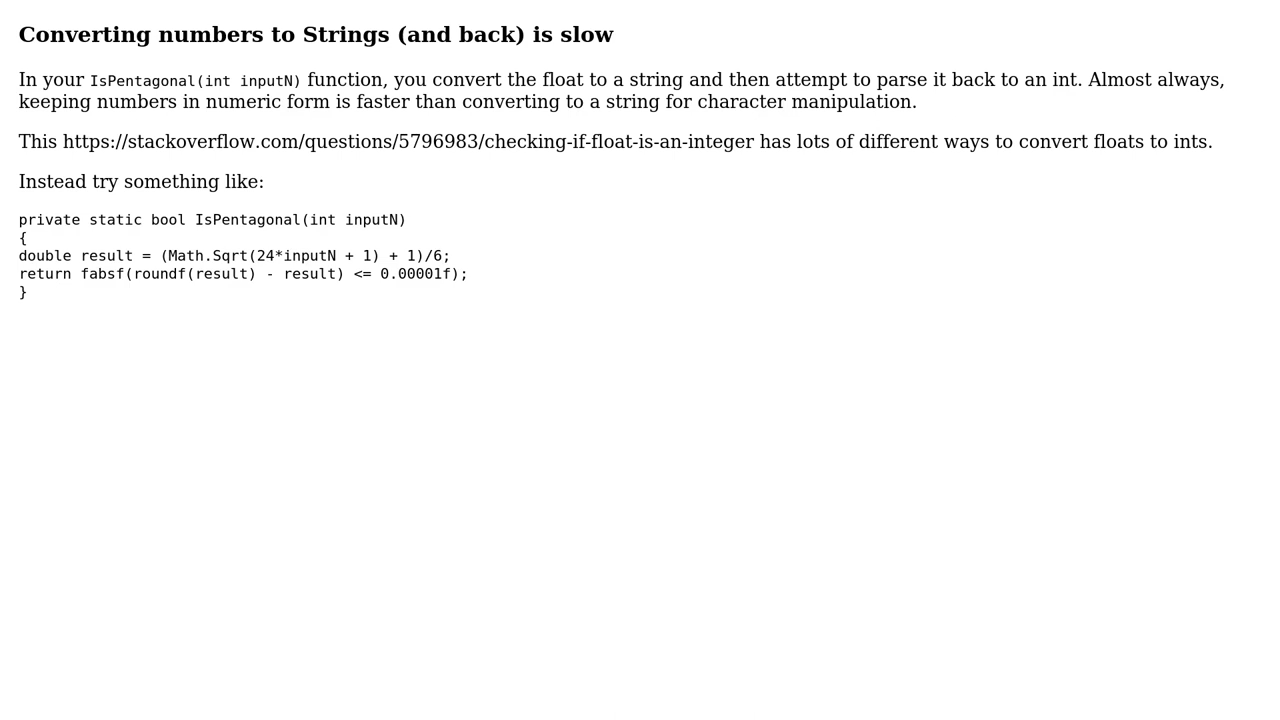 Converting numbers to Strings (and back) is slow
In your IsPentagonal(int inputN) function, you convert the float to a string and then attempt to parse it back to an int. Almost always,
keeping numbers in numeric form is faster than converting to a string for character manipulation.
This https://stackoverflow.com/questions/5796983/checking-if-float-is-an-integer has lots of different ways to convert floats to ints.
Instead try something like:
private static bool IsPentagonal(int inputN)
{
double result = (Math.Sqrt(24*inputN + 1) + 1)/6;
return fabsf(roundf(result) - result) <= 0.00001f);
}